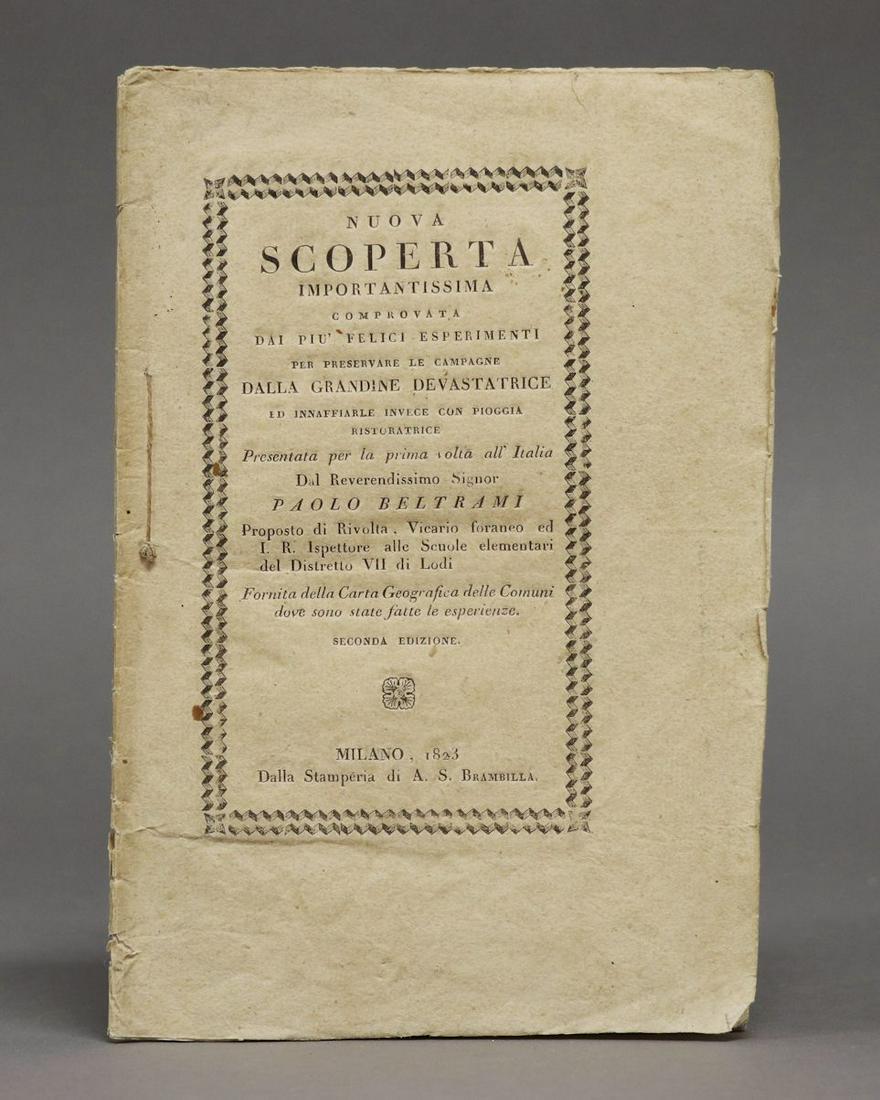 NUOVA
SCOPERTA
IMPORTANTISSIMA
COMPROVATA
DAI PIU' FELICI ESPERIMENTI
PER PRESERVARE LE CAMPAGNE
DALLA GRANDINE DEVASTATRICE
ED INNAFFIARLE INVECE CON PIOGGIA
RISTORATRICE
Presentata per la prima volta all' Italia
Dal Reverendissimo Signor
PAOLO BELTRAMI
Proposto di Rivolta, Vicario foraneo ed
I. R. Ispettore alle Scuole elementari
del Distretto VII di Lodi
Fornita della Carta Geografica delle Comuni
dove sono state fatte le esperienze.
SECONDA EDIZIONE.
MILANO, 1823
Dalla Stamperia di A. S. BRAMBILLA.